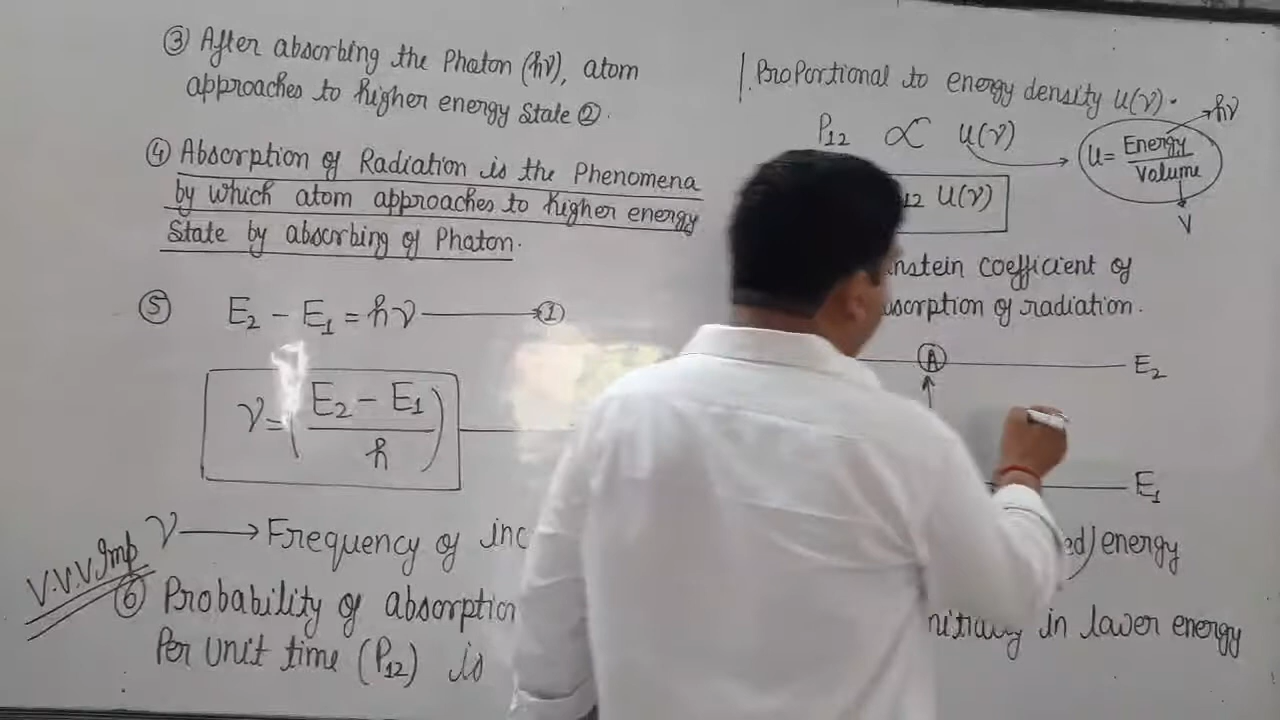 ③ After absorbing the Photon (hν), atom
approaches to higher energy State ②.
④ Absorption of Radiation is the Phenomena
by which atom approaches to higher energy
State by absorbing of Photon.
⑤ E₂ - E₁ = hν ⟶ ①
ν = (E₂ - E₁ / h)
ν ⟶ Frequency of inc
V.V.V Imp
⑥ Probability of absorption
Per unit time (P₁₂) is
Proportional to energy density u(ν).
P₁₂ ∝ u(ν)
u = Energy / Volume
hν
V
₁₂ U(ν)
nstein coefficient of
sorption of radiation.
A
E₂
E₁
ed) energy
in lower energy